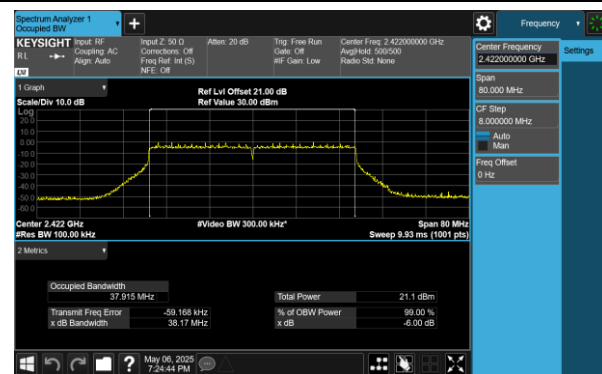 Spectrum Analyzer 1
Occupied BW
Frequency
KEYSIGHT
RL
LXI
Input: RF
Coupling: AC
Align: Auto
Input Z: 50 Ω
Corrections: Off
Freq Ref: Int (S)
NFE: Off
Atten: 20 dB
Trig: Free Run
Gate: Off
#IF Gain: Low
Center Freq: 2.422000000 GHz
Avg|Hold: 500/500
Radio Std: None
Center Frequency
2.422000000 GHz
Settings
Span
80.000 MHz
CF Step
8.000000 MHz
Auto
Man
Freq Offset
0 Hz
1 Graph
Scale/Div 10.0 dB
Ref Lvl Offset 21.00 dB
Ref Value 30.00 dBm
Log
20.0
10.0
0.00
-10.0
-20.0
-30.0
-40.0
-50.0
-60.0
Center 2.422 GHz
#Res BW 100.00 kHz
#Video BW 300.00 kHz*
Span 80 MHz
Sweep 9.93 ms (1001 pts)
2 Metrics
Occupied Bandwidth
37.915 MHz
Total Power 21.1 dBm
Transmit Freq Error -59.168 kHz
% of OBW Power 99.00 %
x dB Bandwidth 38.17 MHz
x dB -6.00 dB
?
May 06, 2025
7:24:44 PM